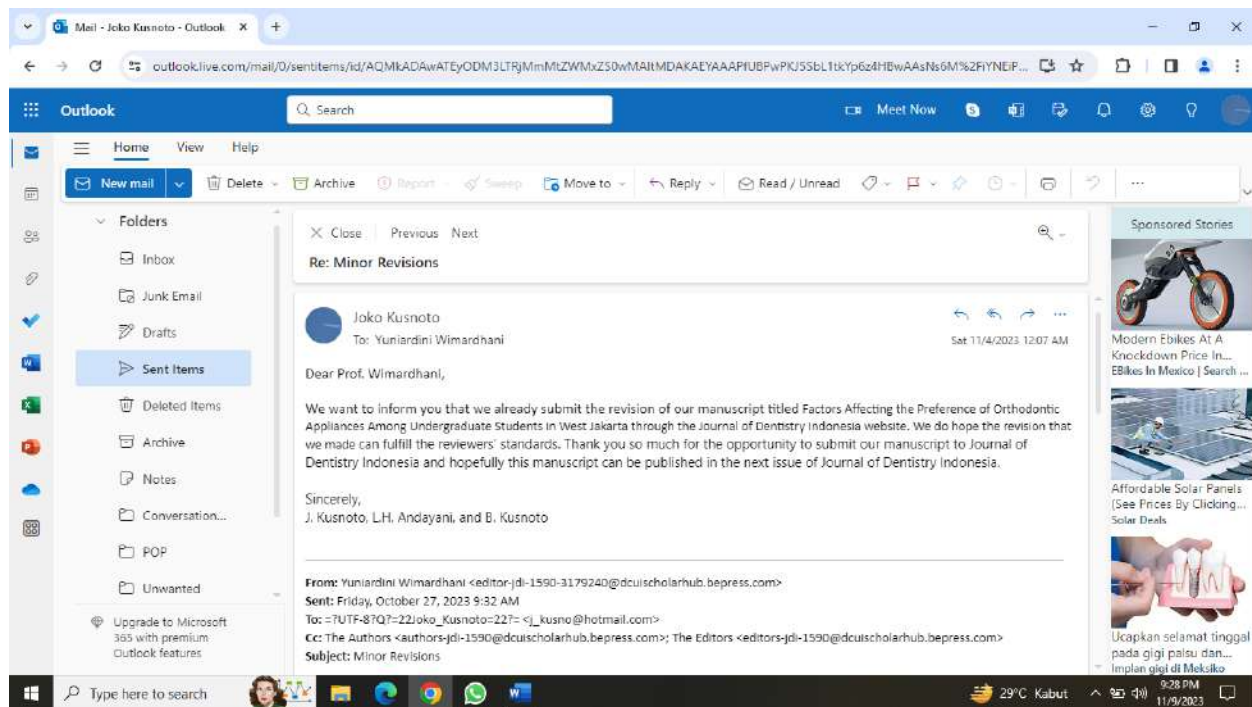 Mail - Joko Kusnoto - Outlook
Outlook
Search
Meet Now
Home View Help
New mail Delete Archive Report Sweep Move to Reply Read / Unread
Folders
Inbox
Junk Email
Drafts
Sent Items
Deleted Items
Archive
Notes
Conversation...
POP
Unwanted
Upgrade to Microsoft
365 with premium
Outlook features
Close Previous Next
Re: Minor Revisions
Joko Kusnoto
To: Yuniardini Wimardhani
Sat 11/4/2023 12:07 AM
Dear Prof. Wimardhani,
We want to inform you that we already submit the revision of our manuscript titled Factors Affecting the Preference of Orthodontic
Appliances Among Undergraduate Students in West Jakarta through the Journal of Dentistry Indonesia website. We do hope the revision that
we made can fulfill the reviewers' standards. Thank you so much for the opportunity to submit our manuscript to Journal of
Dentistry Indonesia and hopefully this manuscript can be published in the next issue of Journal of Dentistry Indonesia.
Sincerely,
J. Kusnoto, L.H. Andayani, and B. Kusnoto
From: Yuniardini Wimardhani <editor-jdi-1590-3179240@dcuischolarhub.bepress.com>
Sent: Friday, October 27, 2023 9:32 AM
To: =?UTF-8?Q?=22Joko_Kusnoto=22?= <j_kusno@hotmail.com>
Cc: The Authors <authors-jdi-1590@dcuischolarhub.bepress.com>; The Editors <editors-jdi-1590@dcuischolarhub.bepress.com>
Subject: Minor Revisions
Sponsored Stories
Modern Ebikes At A
Knockdown Price In...
EBikes In Mexico | Search ...
Affordable Solar Panels
(See Prices By Clicking...
Solar Deals
Ucapkan selamat tinggal
pada gigi palsu dan...
Implan gigi di Meksiko
Type here to search
29°C Kabut
9:28 PM
11/9/2023